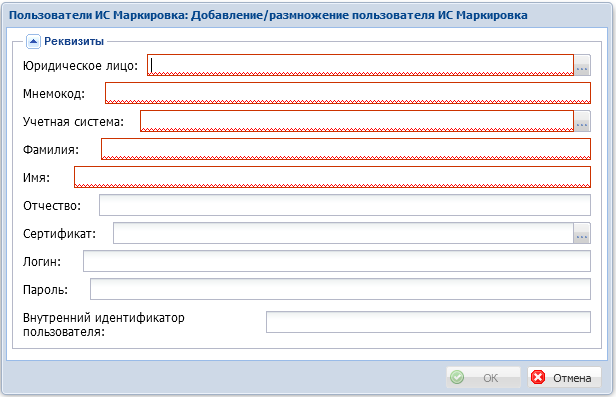 Пользователи ИС Маркировка: Добавление/размножение пользователя ИС Маркировка
Реквизиты
Юридическое лицо:
...
Мнемокод:
Учетная система:
...
Фамилия:
Имя:
Отчество:
Сертификат:
...
Логин:
Пароль:
Внутренний идентификатор
пользователя:
ОК
Отмена